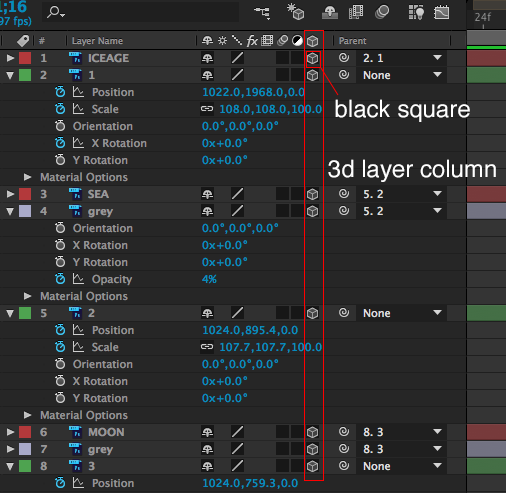 ;16
97 fps)
24f
# Layer Name Parent
1 ICEAGE 2. 1
2 1 None
Position 1022.0,1968.0,0.0
black square
Scale 108.0,108.0,100.0
Orientation 0.0°,0.0°,0.0°
X Rotation 0x+0.0°
Y Rotation 0x+0.0°
3d layer column
Material Options
3 SEA 5. 2
4 grey 5. 2
Orientation 0.0°,0.0°,0.0°
X Rotation 0x+0.0°
Y Rotation 0x+0.0°
Opacity 4%
Material Options
5 2 None
Position 1024.0,895.4,0.0
Scale 107.7,107.7,100.0
Orientation 0.0°,0.0°,0.0°
X Rotation 0x+0.0°
Y Rotation 0x+0.0°
Material Options
6 MOON 8. 3
7 grey 8. 3
8 3 None
Position 1024.0,759.3,0.0